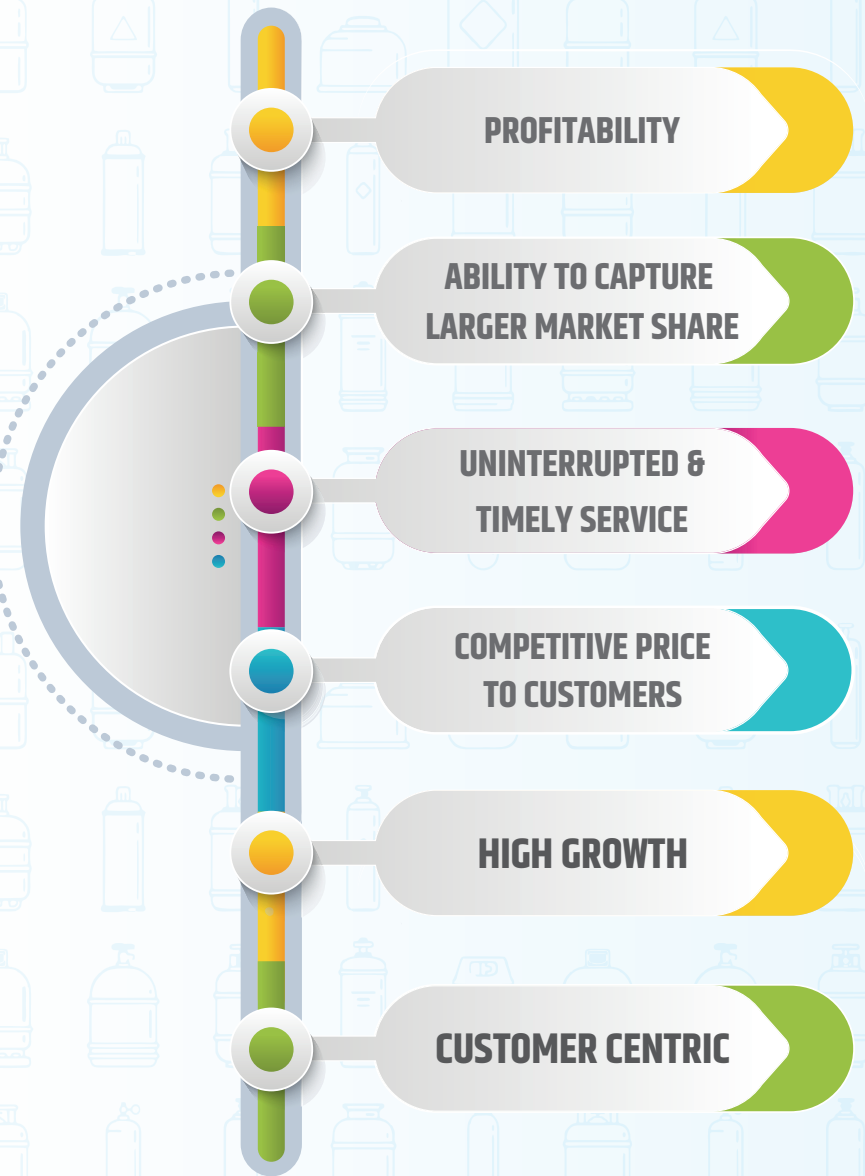 PROFITABILITY
ABILITY TO CAPTURE
LARGER MARKET SHARE
UNINTERRUPTED &
TIMELY SERVICE
COMPETITIVE PRICE
TO CUSTOMERS
HIGH GROWTH
CUSTOMER CENTRIC